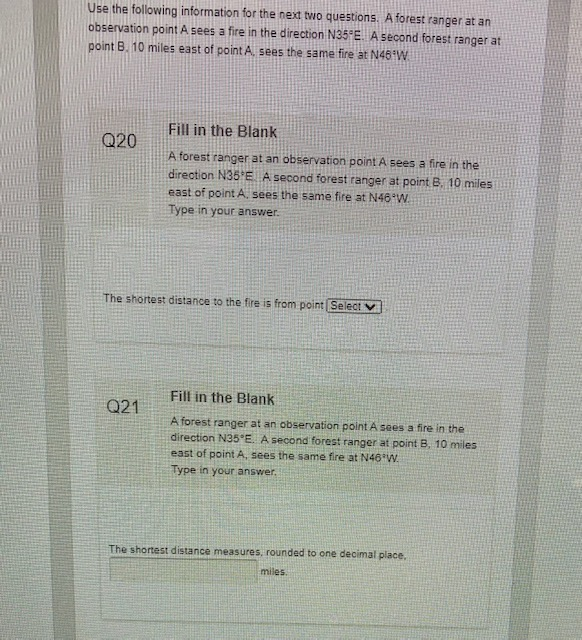 Use the following information for the next two questions. A forest ranger at an
observation point A sees a fire in the direction N35°E. A second forest ranger at
point B, 10 miles east of point A, sees the same fire at N46°W.
Q20
Fill in the Blank
A forest ranger at an observation point A sees a fire in the
direction N35°E. A second forest ranger at point B, 10 miles
east of point A, sees the same fire at N46°W.
Type in your answer.
The shortest distance to the fire is from point Select
Q21
Fill in the Blank
A forest ranger at an observation point A sees a fire in the
direction N35°E. A second forest ranger at point B, 10 miles
east of point A, sees the same fire at N46°W.
Type in your answer.
The shortest distance measures, rounded to one decimal place,
miles.